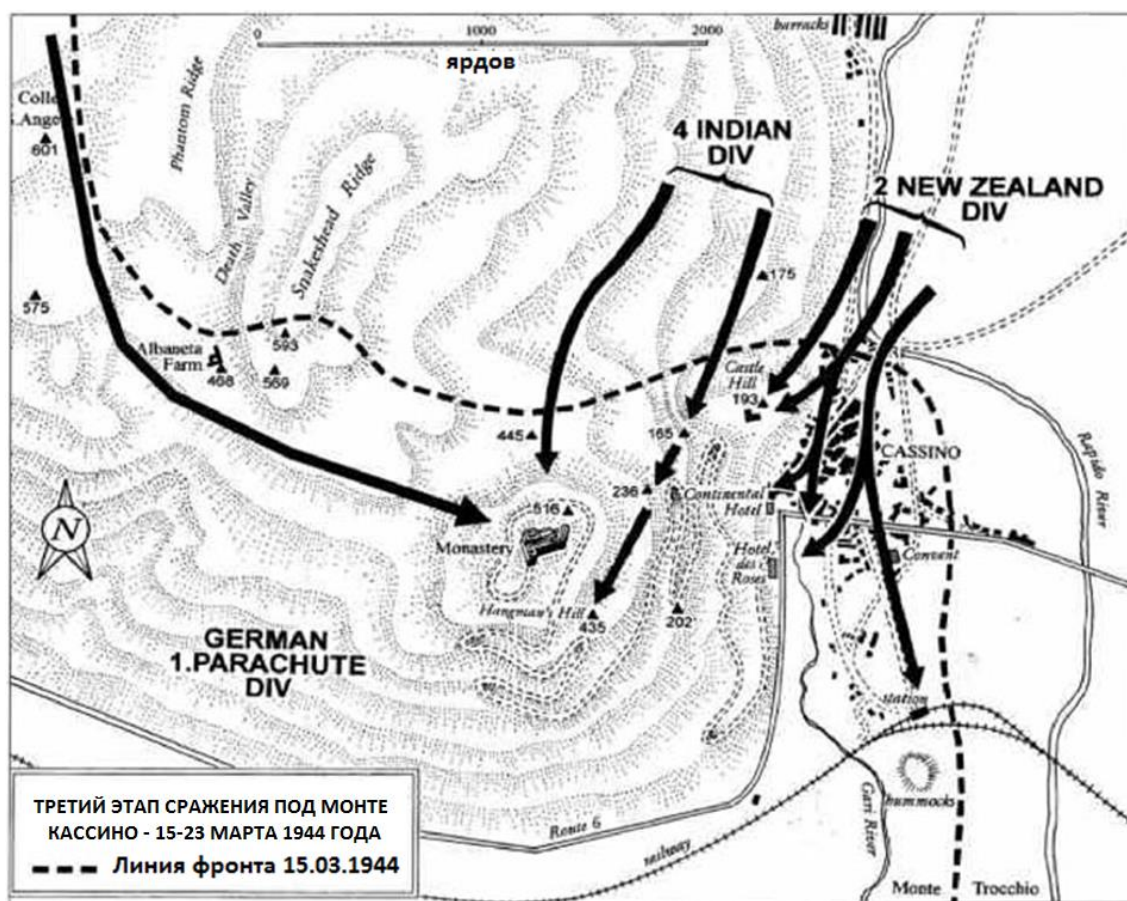 barracks
0 1000 2000
ярдов
Colle
S. Angelo
601
Phantom Ridge
Death Valley
Snakeshead Ridge
4 INDIAN
DIV
2 NEW ZEALAND
DIV
175
575
593
Albaneta
Farm
468
569
Castle
Hill
193
445
165
CASSINO
Rapido River
236
Continental
Hotel
N
516
Monastery
Hotel
des
Roses
Convent
Hangman's Hill
435
202
GERMAN
1.PARACHUTE
DIV
station
ТРЕТИЙ ЭТАП СРАЖЕНИЯ ПОД МОНТЕ
КАССИНО - 15-23 МАРТА 1944 ГОДА
Линия фронта 15.03.1944
Route 6
railway
Gari River
hummocks
Monte Trocchio